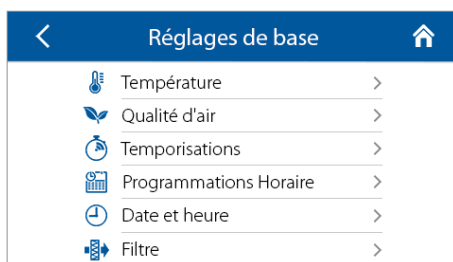 Réglages de base
Température
Qualité d'air
Temporisations
Programmations Horaire
Date et heure
Filtre